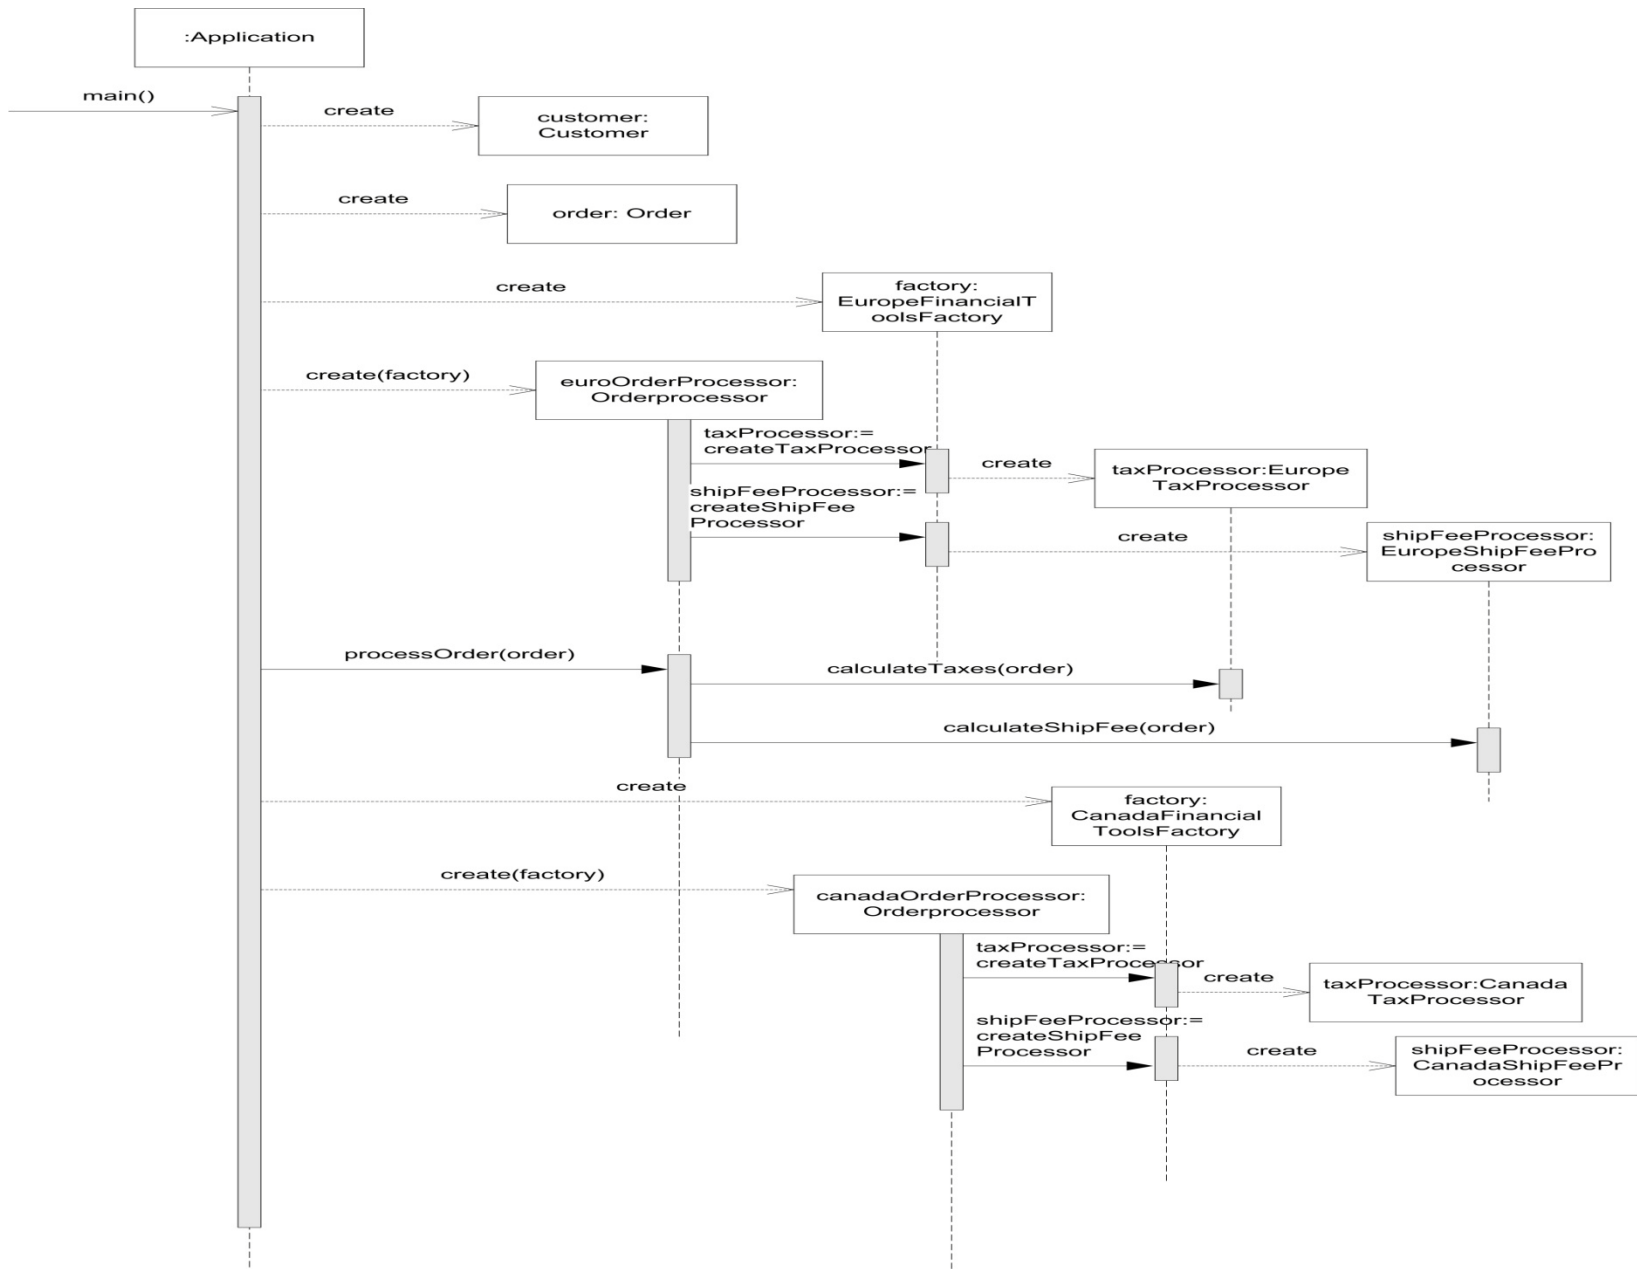 :Application
main()
create
customer:
Customer
create
order: Order
create
factory:
EuropeFinancialT
oolsFactory
create(factory)
euroOrderProcessor:
Orderprocessor
taxProcessor:=
createTaxProcessor
create
taxProcessor:Europe
TaxProcessor
shipFeeProcessor:=
createShipFee
Processor
create
shipFeeProcessor:
EuropeShipFeePro
cessor
processOrder(order)
calculateTaxes(order)
calculateShipFee(order)
create
factory:
CanadaFinancial
ToolsFactory
create(factory)
canadaOrderProcessor:
Orderprocessor
taxProcessor:=
createTaxProcessor
create
taxProcessor:Canada
TaxProcessor
shipFeeProcessor:=
createShipFee
Processor
create
shipFeeProcessor:
CanadaShipFeePr
ocessor